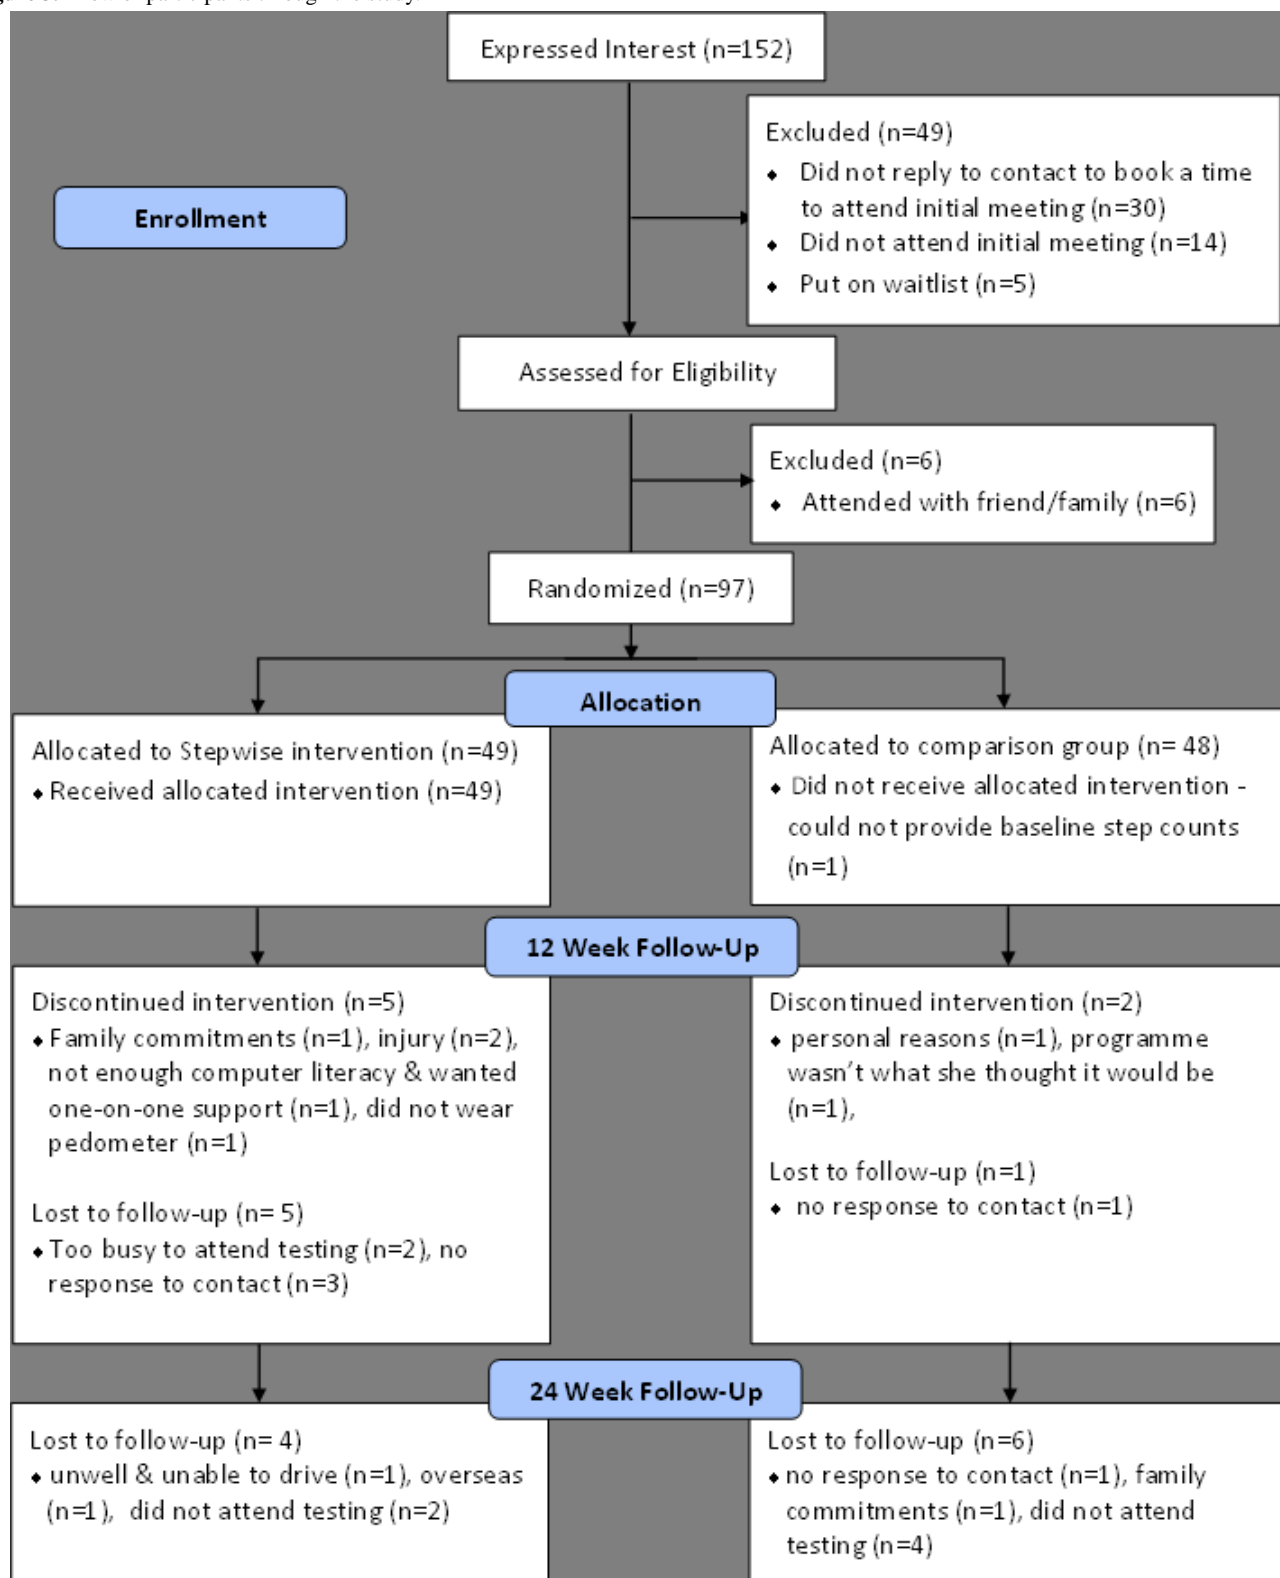 Expressed Interest (n=152)
Excluded (n=49)
⬥ Did not reply to contact to book a time
to attend initial meeting (n=30)
⬥ Did not attend initial meeting (n=14)
⬥ Put on waitlist (n=5)
Enrollment
Assessed for Eligibility
Excluded (n=6)
⬥ Attended with friend/family (n=6)
Randomized (n=97)
Allocation
Allocated to Stepwise intervention (n=49)
⬥ Received allocated intervention (n=49)
Allocated to comparison group (n= 48)
⬥ Did not receive allocated intervention -
could not provide baseline step counts
(n=1)
12 Week Follow-Up
Discontinued intervention (n=5)
⬥ Family commitments (n=1), injury (n=2),
not enough computer literacy & wanted
one-on-one support (n=1), did not wear
pedometer (n=1)
Lost to follow-up (n= 5)
⬥ Too busy to attend testing (n=2), no
response to contact (n=3)
Discontinued intervention (n=2)
⬥ personal reasons (n=1), programme
wasn't what she thought it would be
(n=1),
Lost to follow-up (n=1)
⬥ no response to contact (n=1)
24 Week Follow-Up
Lost to follow-up (n= 4)
⬥ unwell & unable to drive (n=1), overseas
(n=1), did not attend testing (n=2)
Lost to follow-up (n=6)
⬥ no response to contact (n=1), family
commitments (n=1), did not attend
testing (n=4)